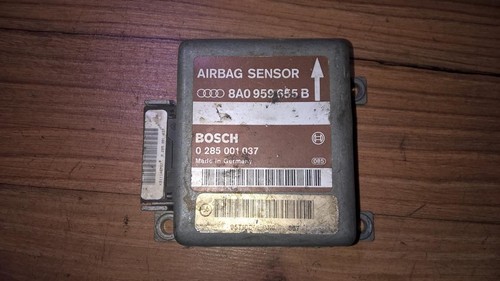 AIRBAG SENSOR
8A0 959 655 B
BOSCH
0 285 001 037
Made in Germany